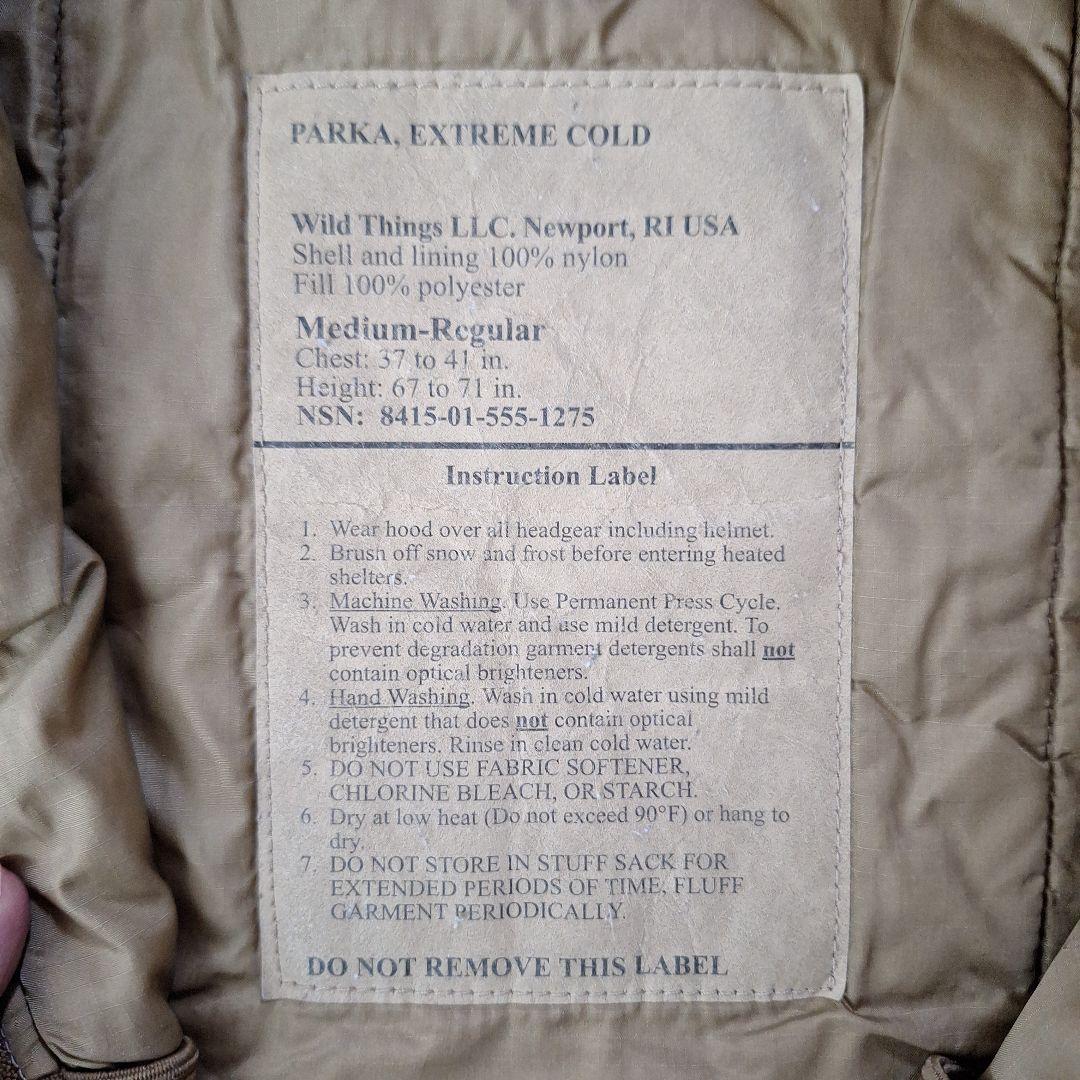 PARKA, EXTREME COLD
Wild Things LLC. Newport, RI USA
Shell and lining 100% nylon
Fill 100% polyester
Medium-Regular
Chest: 37 to 41 in.
Height: 67 to 71 in.
NSN: 8415-01-555-1275
Instruction Label
1. Wear hood over all headgear including helmet.
2. Brush off snow and frost before entering heated
shelters.
3. Machine Washing. Use Permanent Press Cycle.
Wash in cold water and use mild detergent. To
prevent degradation garment detergents shall not
contain optical brighteners.
4. Hand Washing. Wash in cold water using mild
detergent that does not contain optical
brighteners. Rinse in clean cold water.
5. DO NOT USE FABRIC SOFTENER,
CHLORINE BLEACH, OR STARCH.
6. Dry at low heat (Do not exceed 90°F) or hang to
dry.
7. DO NOT STORE IN STUFF SACK FOR
EXTENDED PERIODS OF TIME. FLUFF
GARMENT PERIODICALLY.
DO NOT REMOVE THIS LABEL